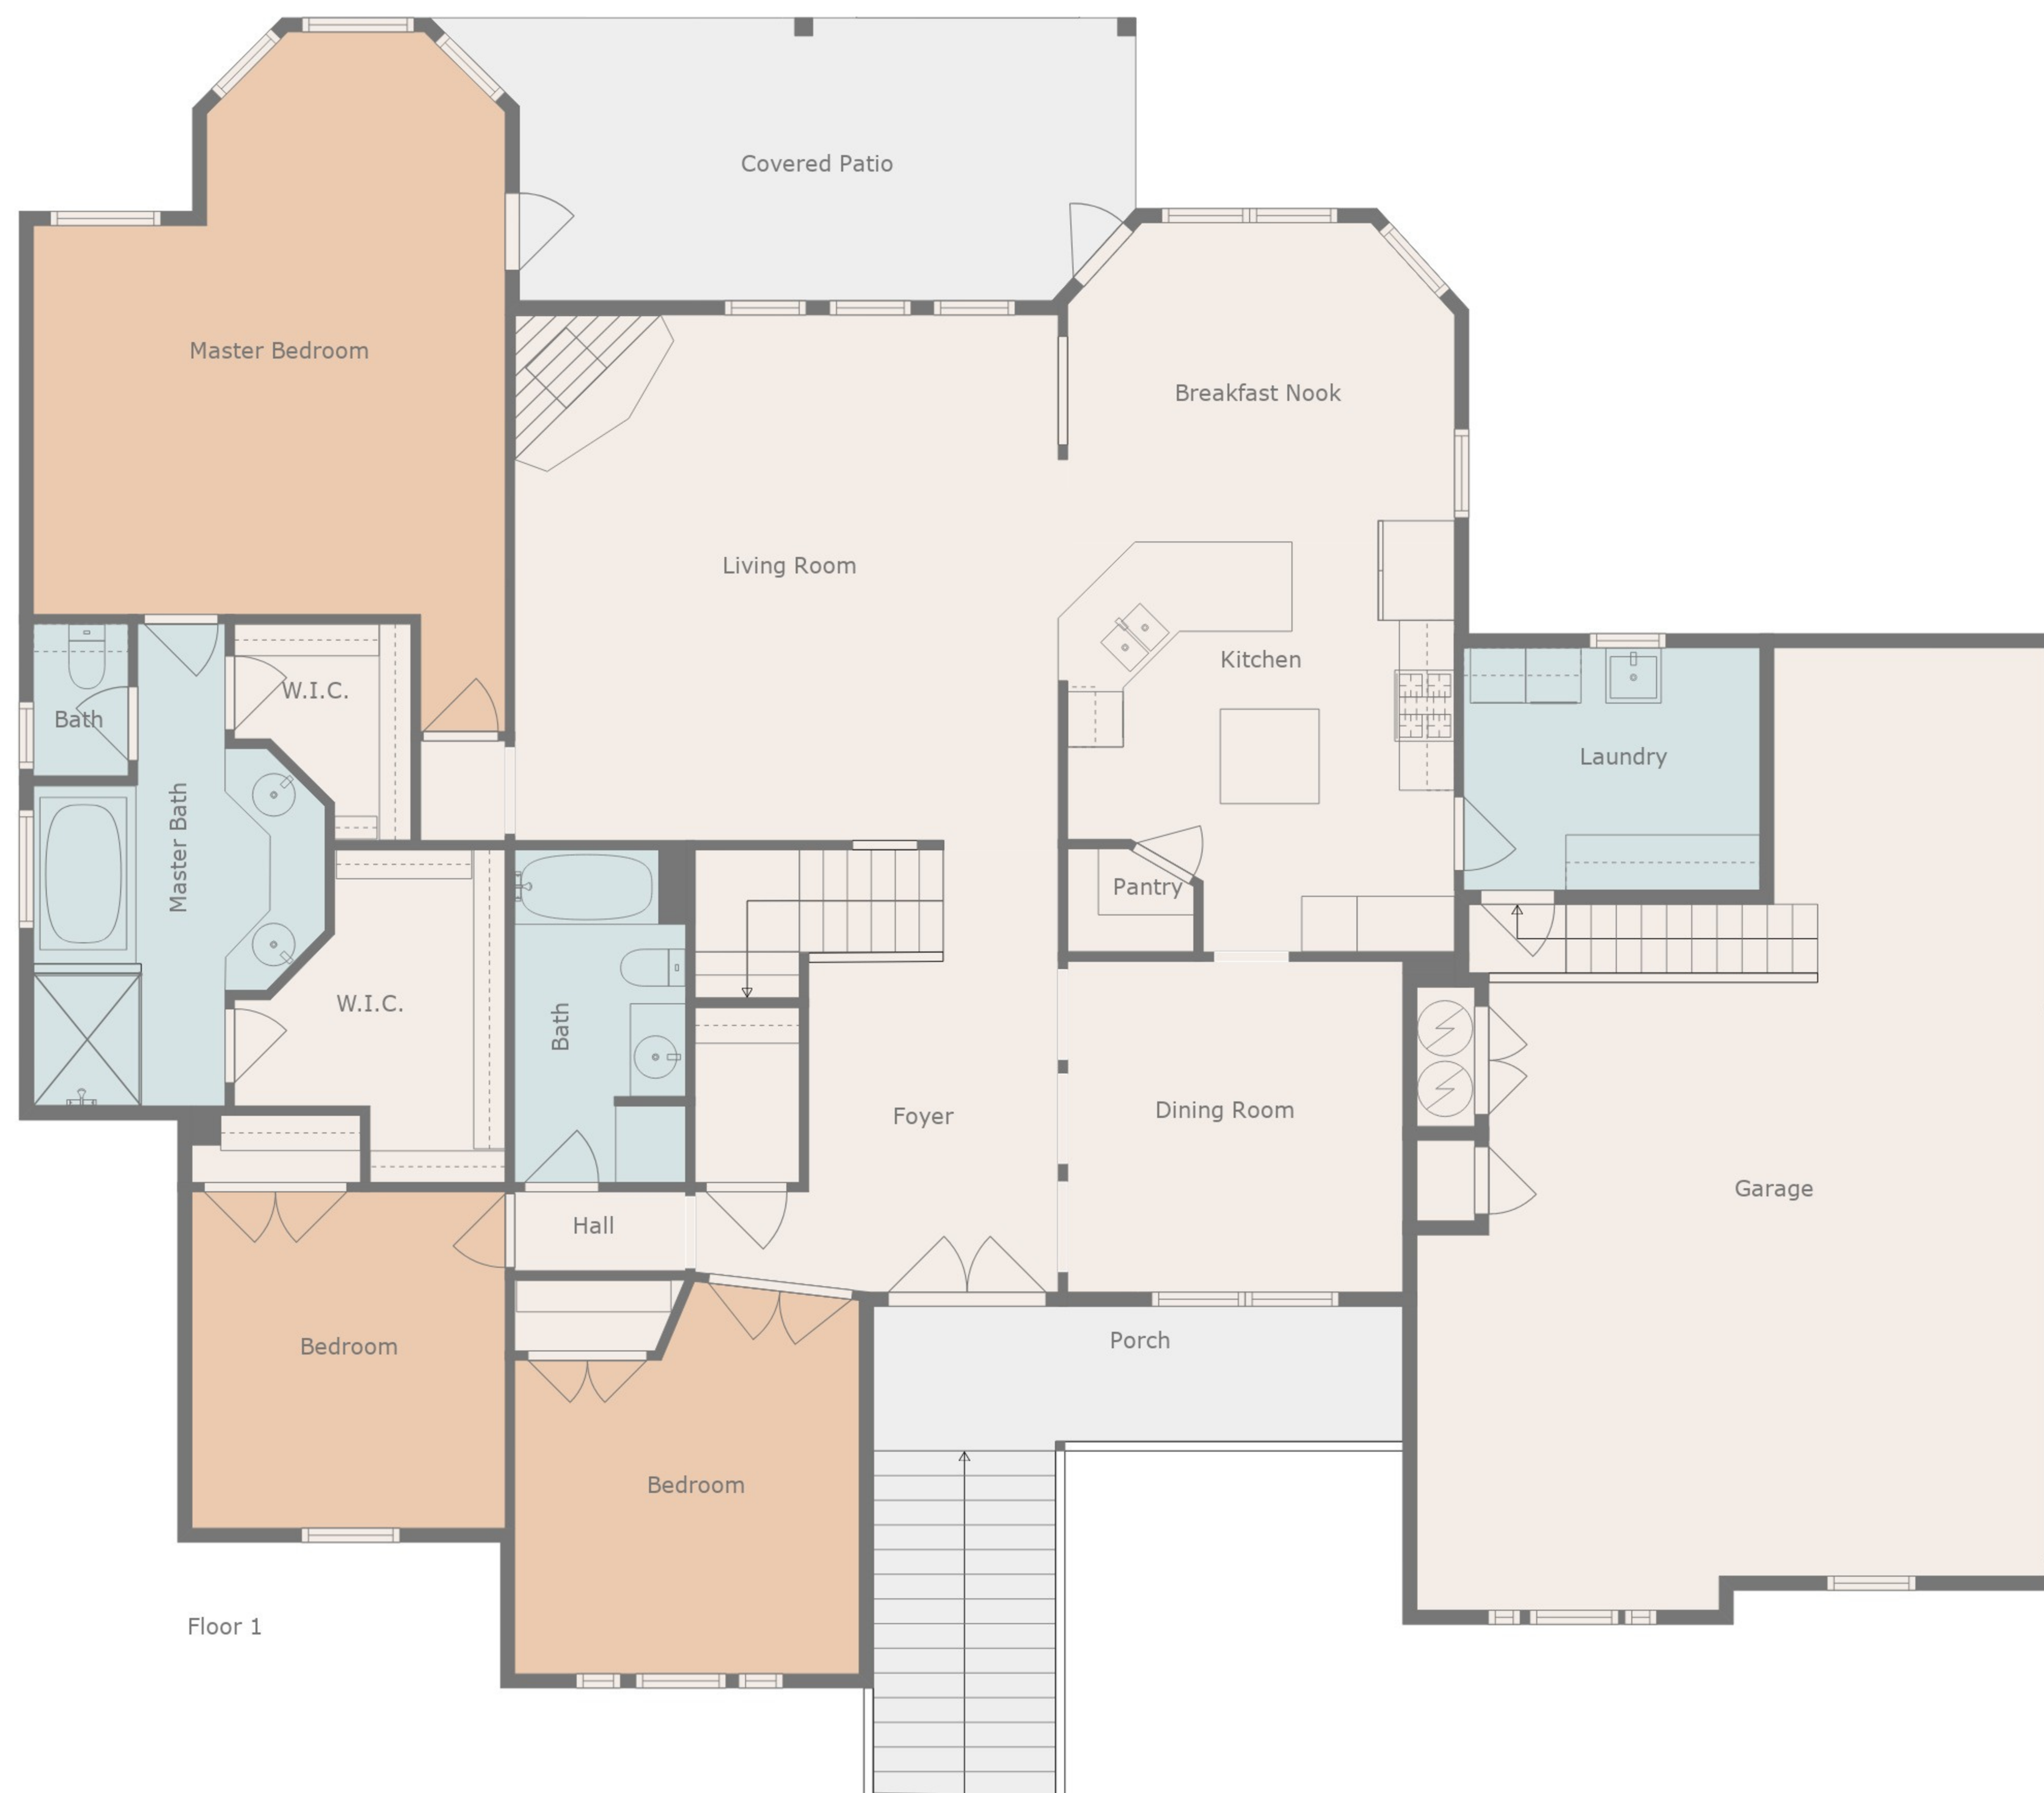 Covered Patio
Master Bedroom
Breakfast Nook
Living Room
Kitchen
W.I.C.
Bath
Laundry
Master Bath
Pantry
W.I.C.
Bath
Foyer
Dining Room
Garage
Hall
Porch
Bedroom
Bedroom
Floor 1